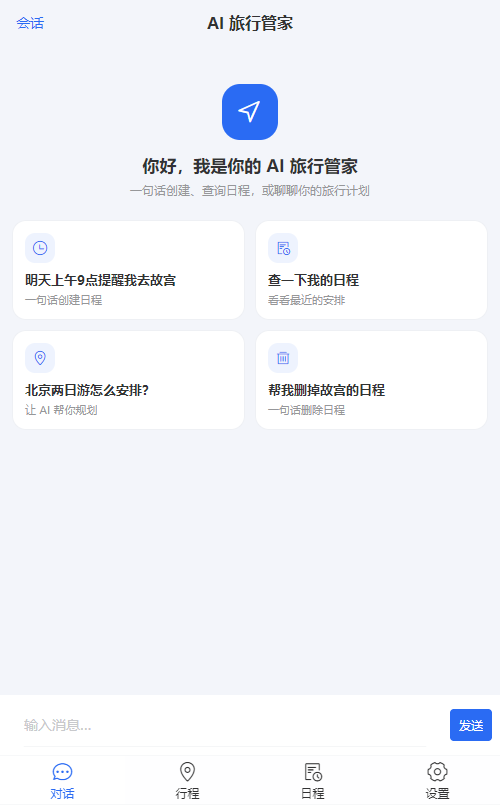 会话
AI 旅行管家
你好，我是你的 AI 旅行管家
一句话创建、查询日程，或聊聊你的旅行计划
明天上午9点提醒我去故宫
一句话创建日程
查一下我的日程
看看最近的安排
北京两日游怎么安排？
让 AI 帮你规划
帮我删掉故宫的日程
一句话删除日程
输入消息...
发送
对话
行程
日程
设置